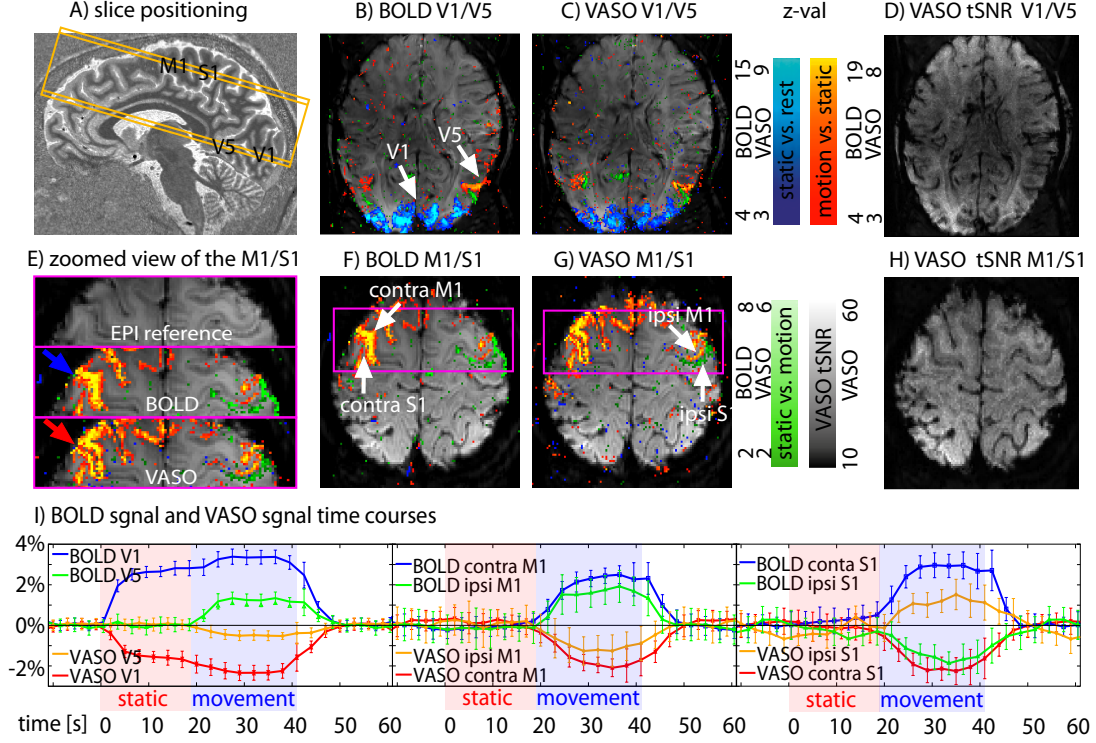 A) slice positioning
B) BOLD V1/V5
C) VASO V1/V5
z-val
D) VASO tSNR V1/V5
M1
S1
V5
V1
V1
V5
15
9
BOLD
VASO
4
3
static vs. rest
motion vs. static
19
8
BOLD
VASO
4
3
E) zoomed view of the M1/S1
F) BOLD M1/S1
G) VASO M1/S1
H) VASO tSNR M1/S1
EPI reference
BOLD
VASO
contra M1
contra S1
ipsi M1
ipsi S1
8
6
BOLD
VASO
2
2
static vs. motion
VASO tSNR
60
VASO
10
I) BOLD sgnal and VASO sgnal time courses
4%
2%
0%
-2%
BOLD V1
BOLD V5
VASO V5
VASO V1
static
movement
BOLD contra M1
BOLD ipsi M1
VASO ipsi M1
VASO contra M1
static
movement
BOLD conta S1
BOLD ipsi S1
VASO ipsi S1
VASO contra S1
static
movement
time [s]
0 10 20 30 40 50 60
0 10 20 30 40 50 60
0 10 20 30 40 50 60